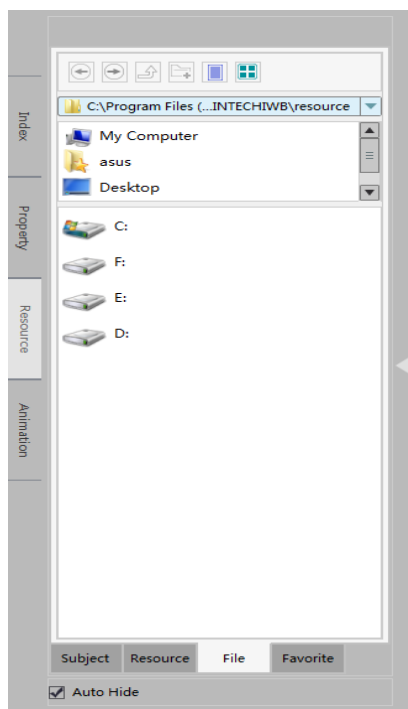 Index
Property
Resource
Animation
C:\Program Files (...INTECHIWB\resource
My Computer
asus
Desktop
C:
F:
E:
D:
Subject Resource File Favorite
Auto Hide